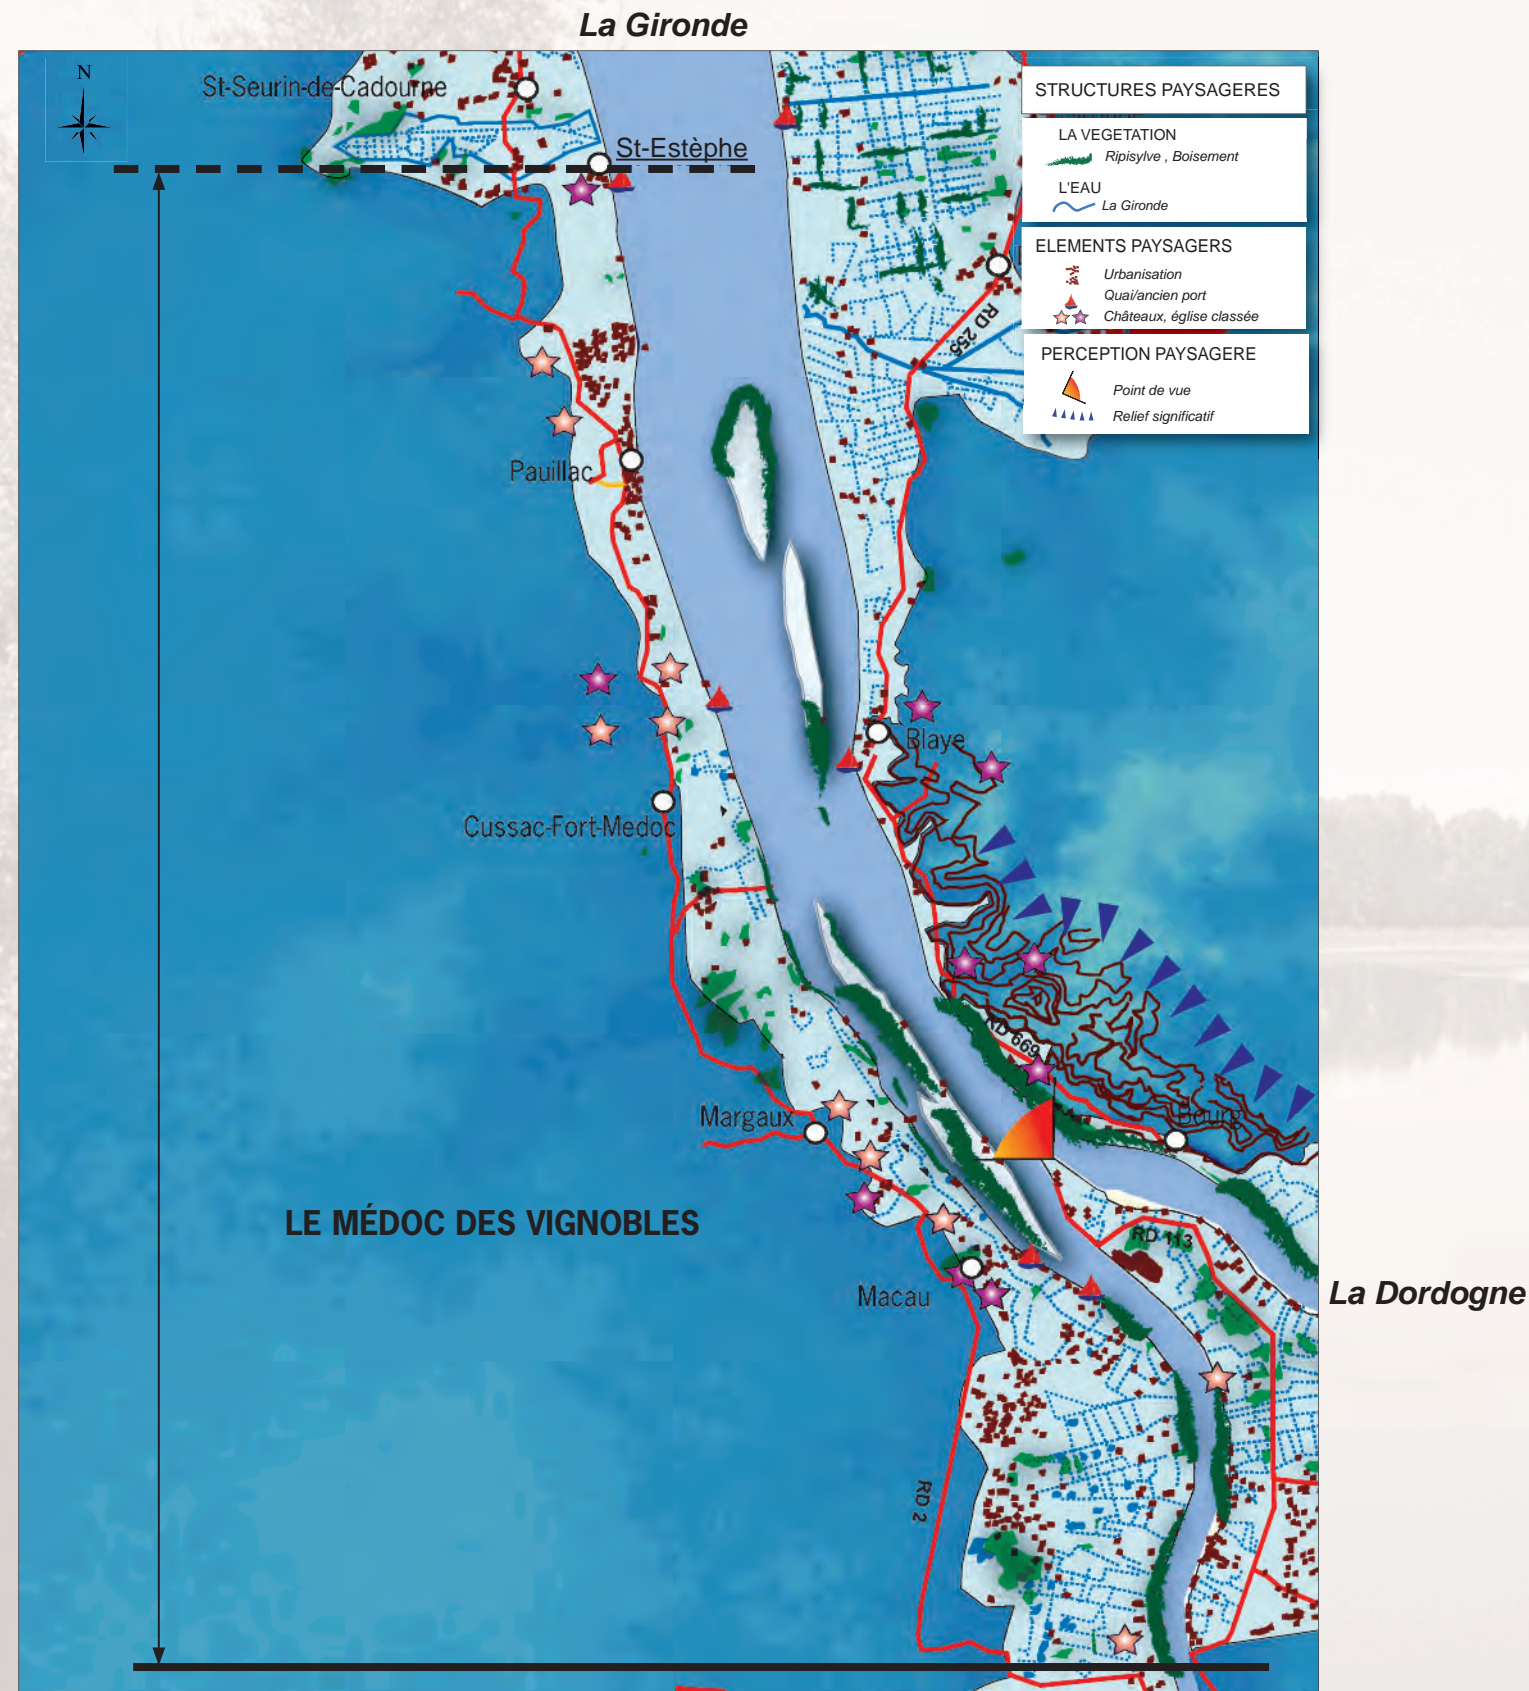 La Gironde
N
St-Seurin-de-Cadourne
St-Estèphe
STRUCTURES PAYSAGERES
LA VEGETATION
Ripisylve , Boisement
L'EAU
La Gironde
ELEMENTS PAYSAGERS
Urbanisation
Quai/ancien port
Châteaux, église classée
PERCEPTION PAYSAGERE
Point de vue
Relief significatif
RD 255
Pauillac
Blaye
Cussac-Fort-Medoc
RD 669
Margaux
Bourg
LE MÉDOC DES VIGNOBLES
RD 113
Macau
La Dordogne
RD 2